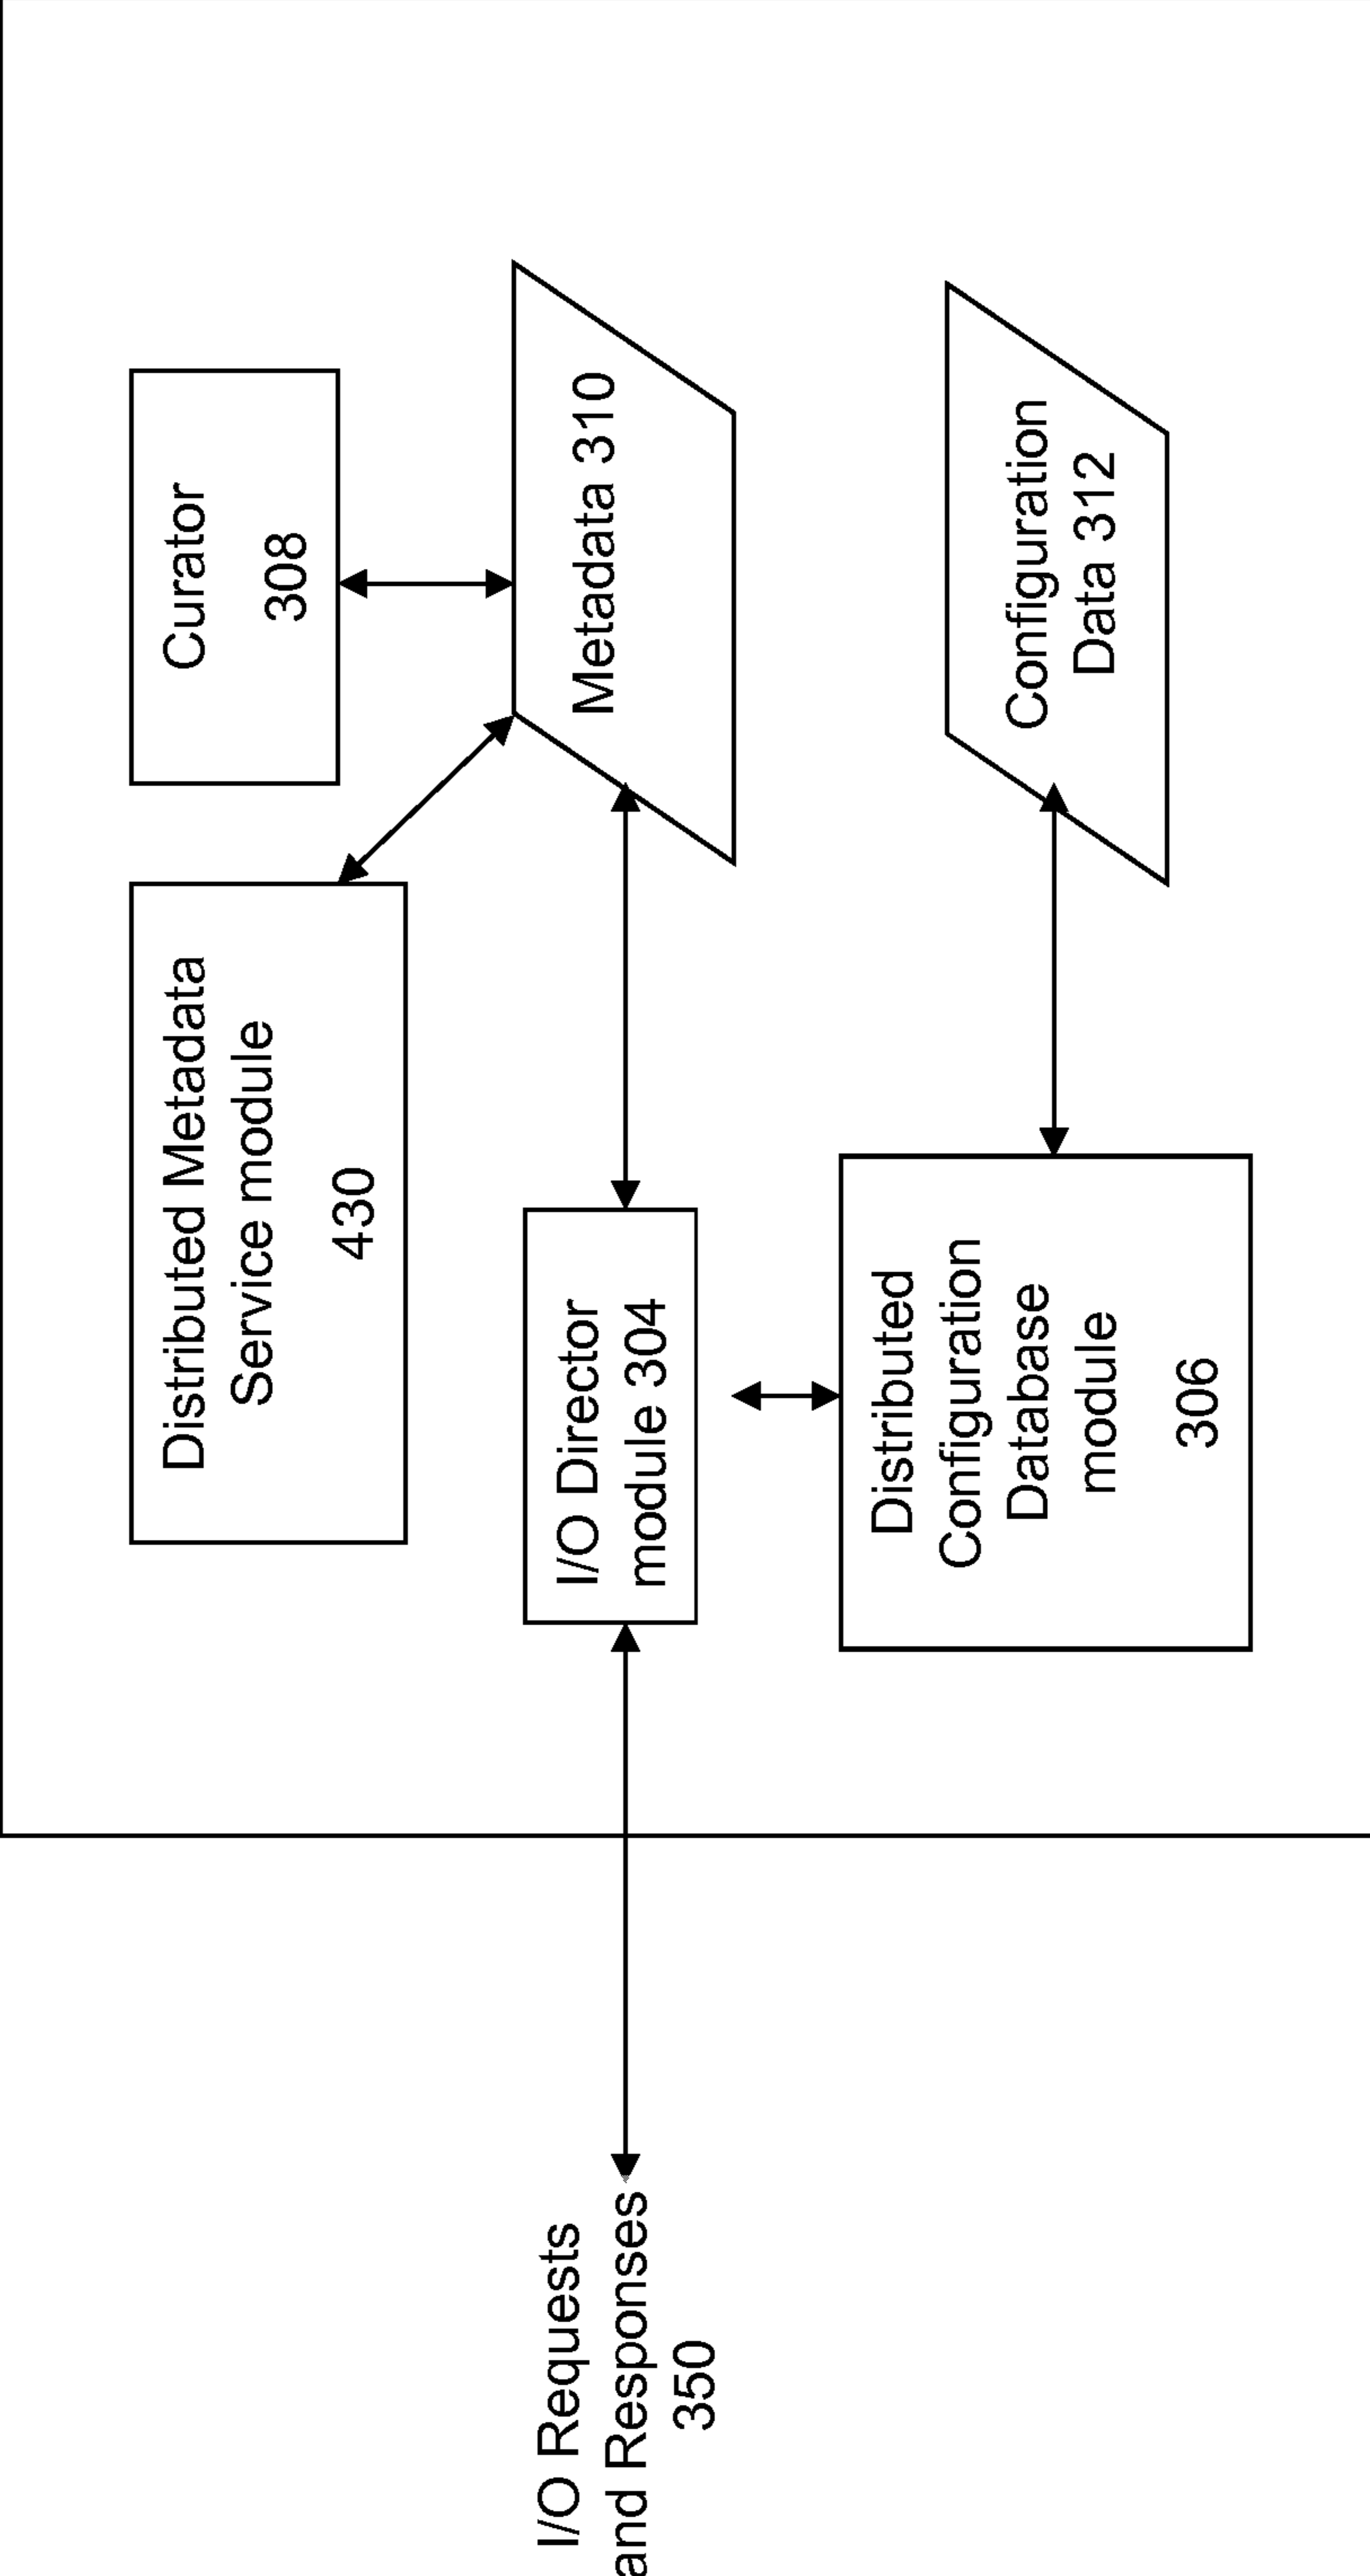 Distributed Metadata
Service module
430
Curator
308
I/O Requests
and Responses
350
I/O Director
module 304
Metadata 310
Distributed
Configuration
Database
module
306
Configuration
Data 312